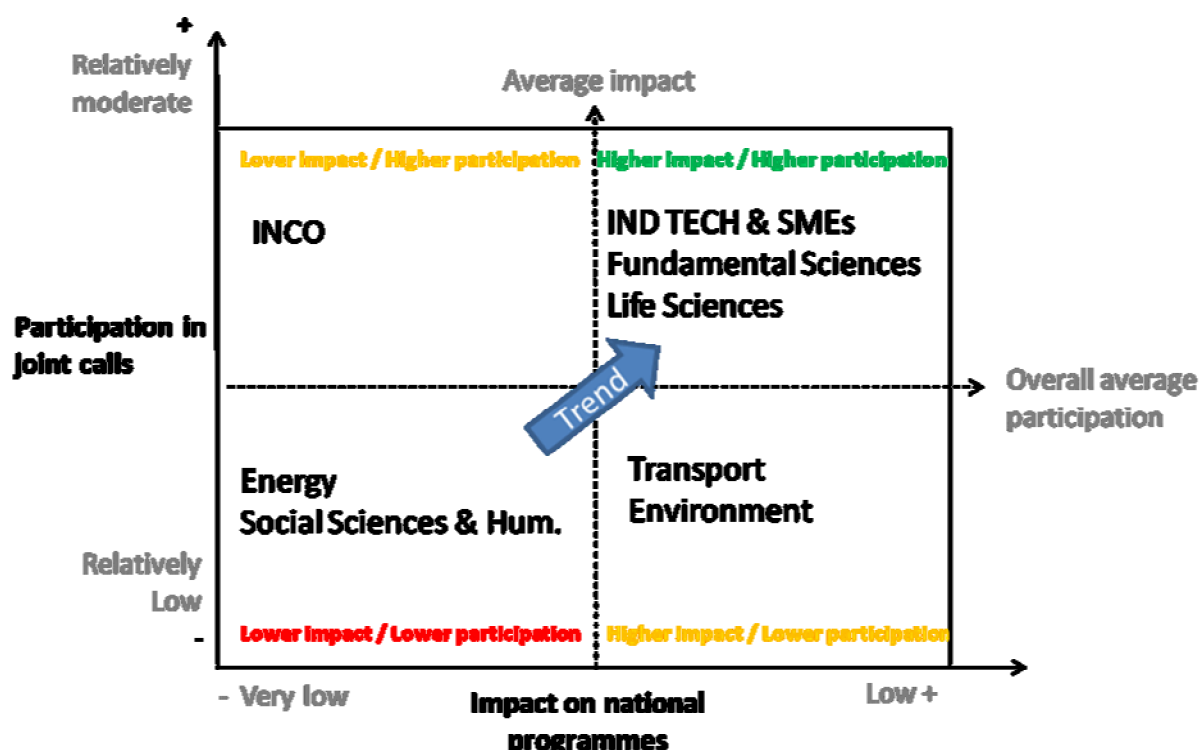 +
Relatively
moderate
Average impact
Lover impact / Higher participation
Higher impact / Higher participation
INCO
IND TECH & SMEs
Fundamental Sciences
Life Sciences
Participation in
joint calls
Trend
Overall average
participation
Energy
Social Sciences & Hum.
Transport
Environment
Relatively
Low
-
Lower impact / Lower participation
Higher impact / Lower participation
- Very low
Impact on national
programmes
Low +